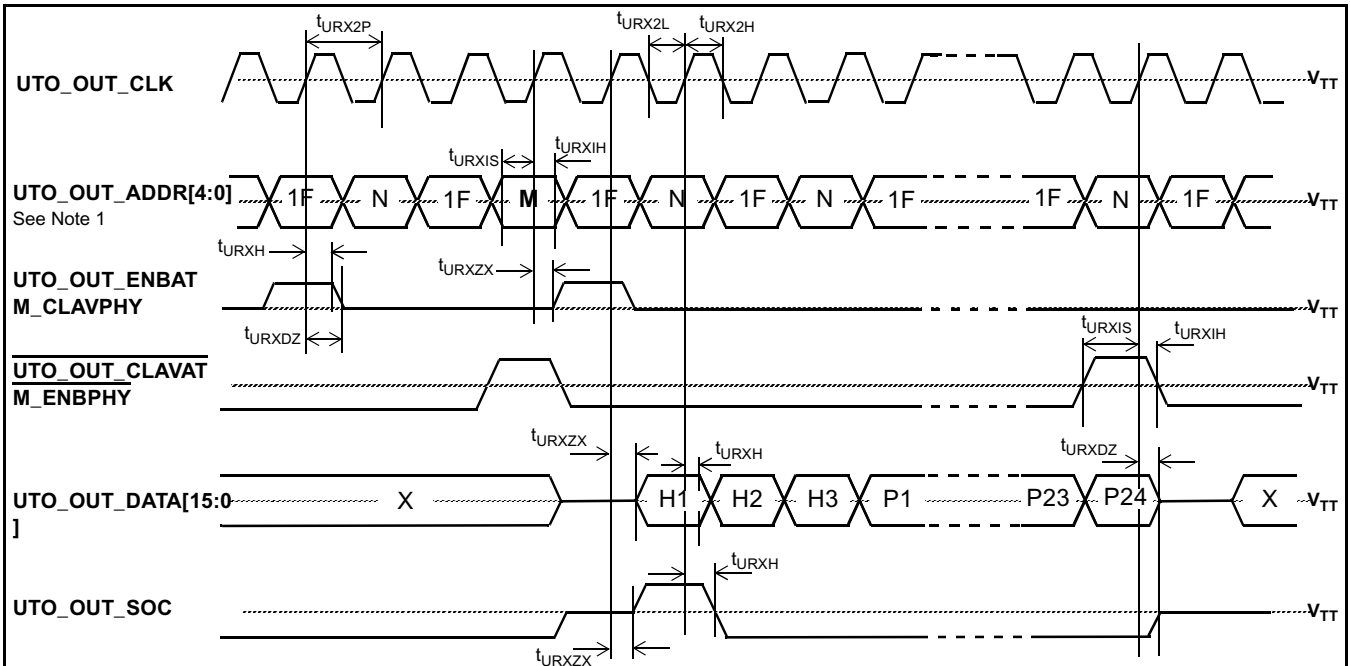 tURX2P tURX2L tURX2H
UTO_OUT_CLK VTT
tURXIS tURXIH
UTO_OUT_ADDR[4:0] 1F N 1F M 1F N 1F N 1F 1F N 1F VTT
See Note 1
tURXH tURXZX
UTO_OUT_ENBAT
M_CLAVPHY VTT
tURXDZ tURXIS tURXIH
UTO_OUT_CLAVAT
M_ENBPHY VTT
tURXZX tURXH tURXDZ
UTO_OUT_DATA[15:0 X H1 H2 H3 P1 P23 P24 X VTT
]
tURXH
UTO_OUT_SOC VTT
tURXZX